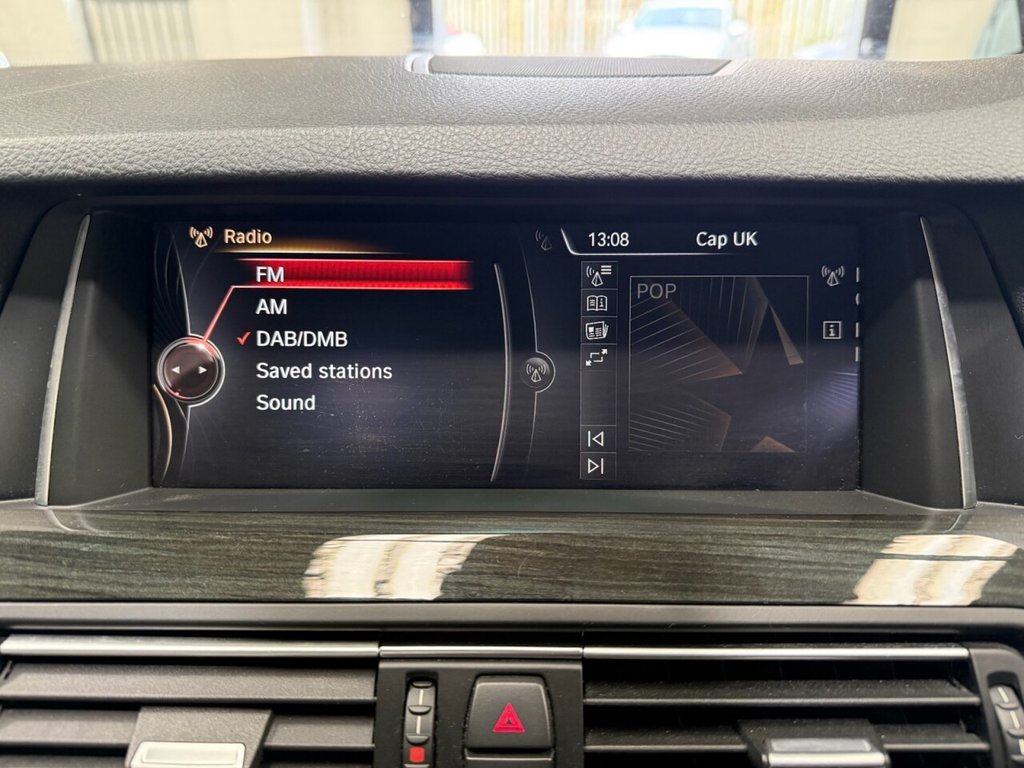 Radio
FM
AM
DAB/DMB
Saved stations
Sound
13:08 Cap UK
POP